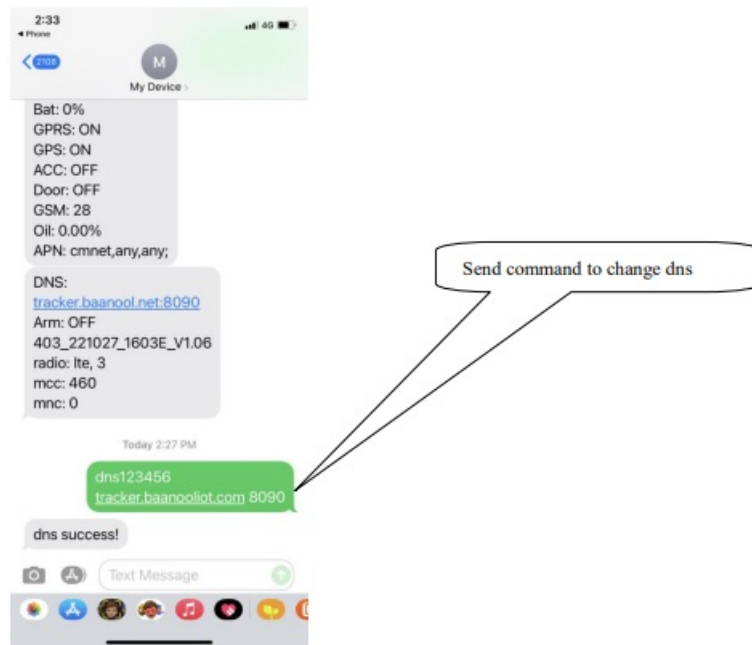 2:33
4G
◀ Phone
2108
M
My Device
Bat: 0%
GPRS: ON
GPS: ON
ACC: OFF
Door: OFF
GSM: 28
Oil: 0.00%
APN: cmnet,any,any;
DNS:
tracker.baanool.net:8090
Arm: OFF
403_221027_1603E_V1.06
radio: lte, 3
mcc: 460
mnc: 0
Send command to change dns
Today 2:27 PM
dns123456
tracker.baanooliot.com 8090
dns success!
Text Message